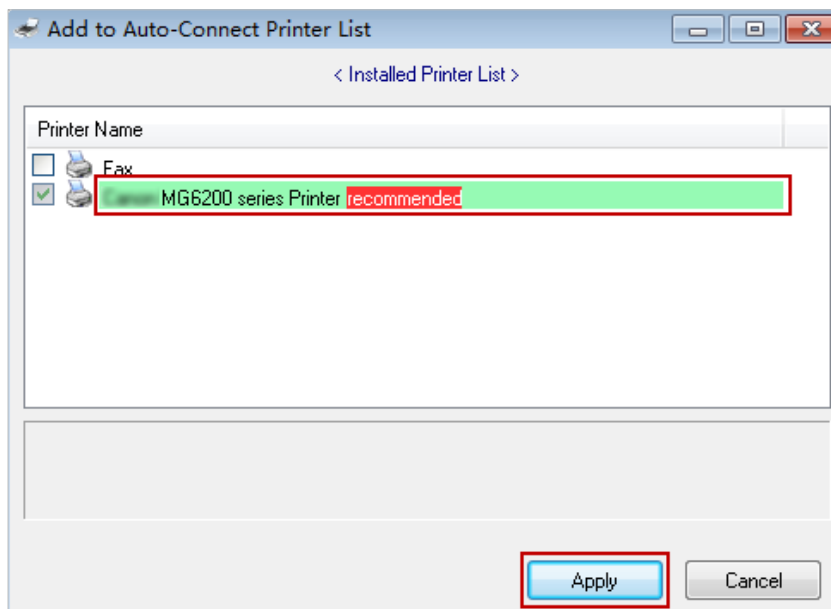 Add to Auto-Connect Printer List
< Installed Printer List >
Printer Name
Fax
MG6200 series Printer recommended
Apply
Cancel